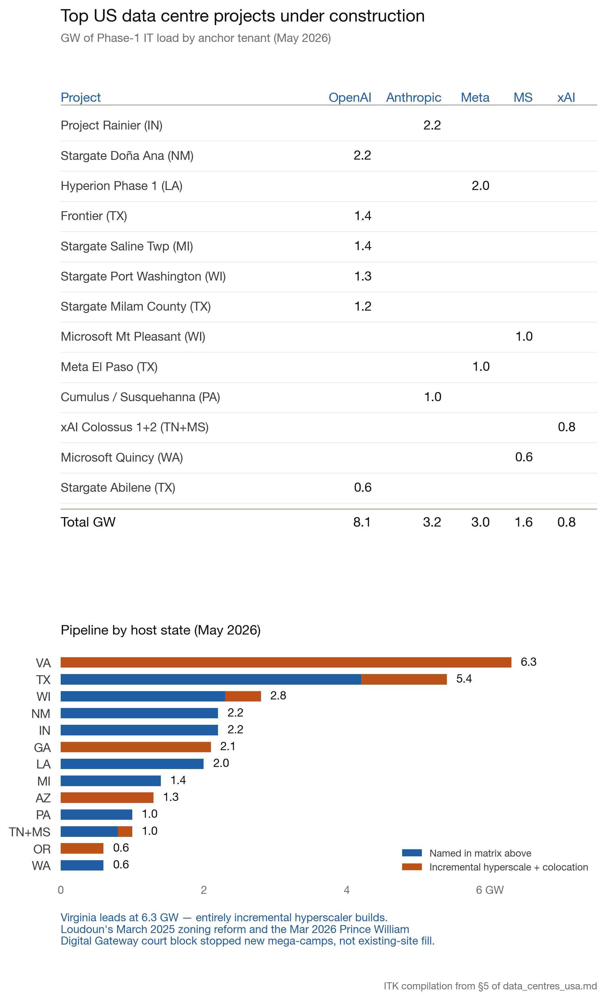 Top US data centre projects under construction
GW of Phase-1 IT load by anchor tenant (May 2026)
Project OpenAI Anthropic Meta MS xAI
Project Rainier (IN) 2.2
Stargate Doña Ana (NM) 2.2
Hyperion Phase 1 (LA) 2.0
Frontier (TX) 1.4
Stargate Saline Twp (MI) 1.4
Stargate Port Washington (WI) 1.3
Stargate Milam County (TX) 1.2
Microsoft Mt Pleasant (WI) 1.0
Meta El Paso (TX) 1.0
Cumulus / Susquehanna (PA) 1.0
xAI Colossus 1+2 (TN+MS) 0.8
Microsoft Quincy (WA) 0.6
Stargate Abilene (TX) 0.6
Total GW 8.1 3.2 3.0 1.6 0.8
Pipeline by host state (May 2026)
VA 6.3
TX 5.4
WI 2.8
NM 2.2
IN 2.2
GA 2.1
LA 2.0
MI 1.4
AZ 1.3
PA 1.0
TN+MS 1.0
OR 0.6
WA 0.6
Named in matrix above
Incremental hyperscale + colocation
0 2 4 6 GW
Virginia leads at 6.3 GW — entirely incremental hyperscaler builds.
Loudoun's March 2025 zoning reform and the Mar 2026 Prince William
Digital Gateway court block stopped new mega-camps, not existing-site fill.
ITK compilation from §5 of data_centres_usa.md